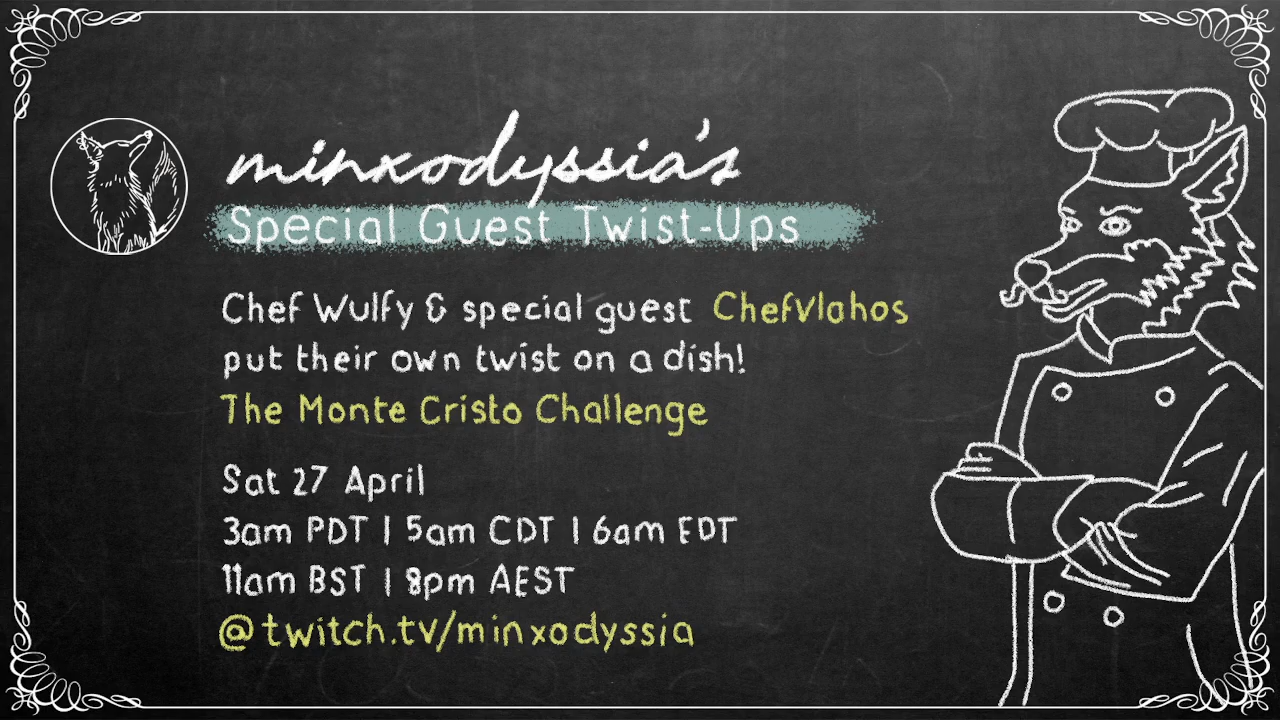 minxodyssia's
Special Guest Twist-Ups
Chef Wulfy & special guest ChefVlahos
put their own twist on a dish!
The Monte Cristo Challenge
Sat 27 April
3am PDT | 5am CDT | 6am EDT
11am BST | 8pm AEST
@twitch.tv/minxodyssia